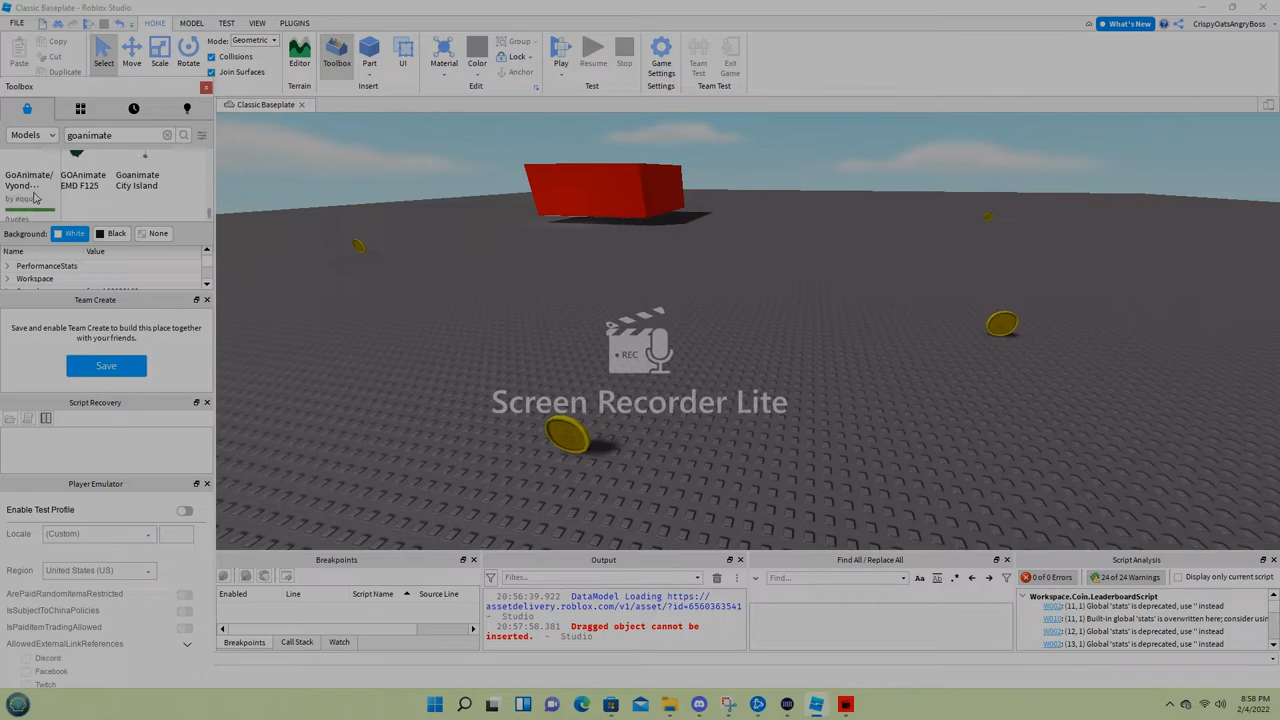 Classic Baseplate - Roblox Studio
FILE
HOME
MODEL
TEST
VIEW
PLUGINS
What's New
CrispyOatsAngryBoss
Paste
Copy
Cut
Duplicate
Select
Move
Scale
Rotate
Mode: Geometric
Collisions
Join Surfaces
Editor
Terrain
Toolbox
Part
UI
Insert
Material
Color
Group
Lock
Anchor
Edit
Play
Resume
Stop
Test
Game
Settings
Settings
Team
Test
Exit
Game
Team Test
Toolbox
Classic Baseplate
Models
goanimate
GoAnimate/
Vyond...
GOAnimate
EMD F125
Goanimate
City Island
0 votes
Background:
White
Black
None
Name
Value
PerformanceStats
Workspace
Team Create
Save and enable Team Create to build this place together
with your friends.
Save
Script Recovery
Player Emulator
Enable Test Profile
Locale
(Custom)
Region
United States (US)
ArePaidRandomItemsRestricted
IsSubjectToChinaPolicies
IsPaidItemTradingAllowed
AllowedExternalLinkReferences
Discord
Facebook
Twitch
REC
Screen Recorder Lite
Breakpoints
Enabled
Line
Script Name
Source Line
Breakpoints
Call Stack
Watch
Output
Filter...
20:56:39.922 DataModel Loading https://
assetdelivery.roblox.com/v1/asset/?id=6560363541
- Studio
20:57:58.381 Dragged object cannot be
inserted. - Studio
Find All / Replace All
Find...
Aa
Ab
Script Analysis
0 of 0 Errors
24 of 24 Warnings
Display only current script
Workspace.Coin.LeaderboardScript
W002: (11, 1) Global 'stats' is deprecated, use '' instead
W010: (11, 1) Built-in global 'stats' is overwritten here; consider usin
W002: (12, 1) Global 'stats' is deprecated, use '' instead
W002: (13, 1) Global 'stats' is deprecated, use '' instead
8:58 PM
2/4/2022